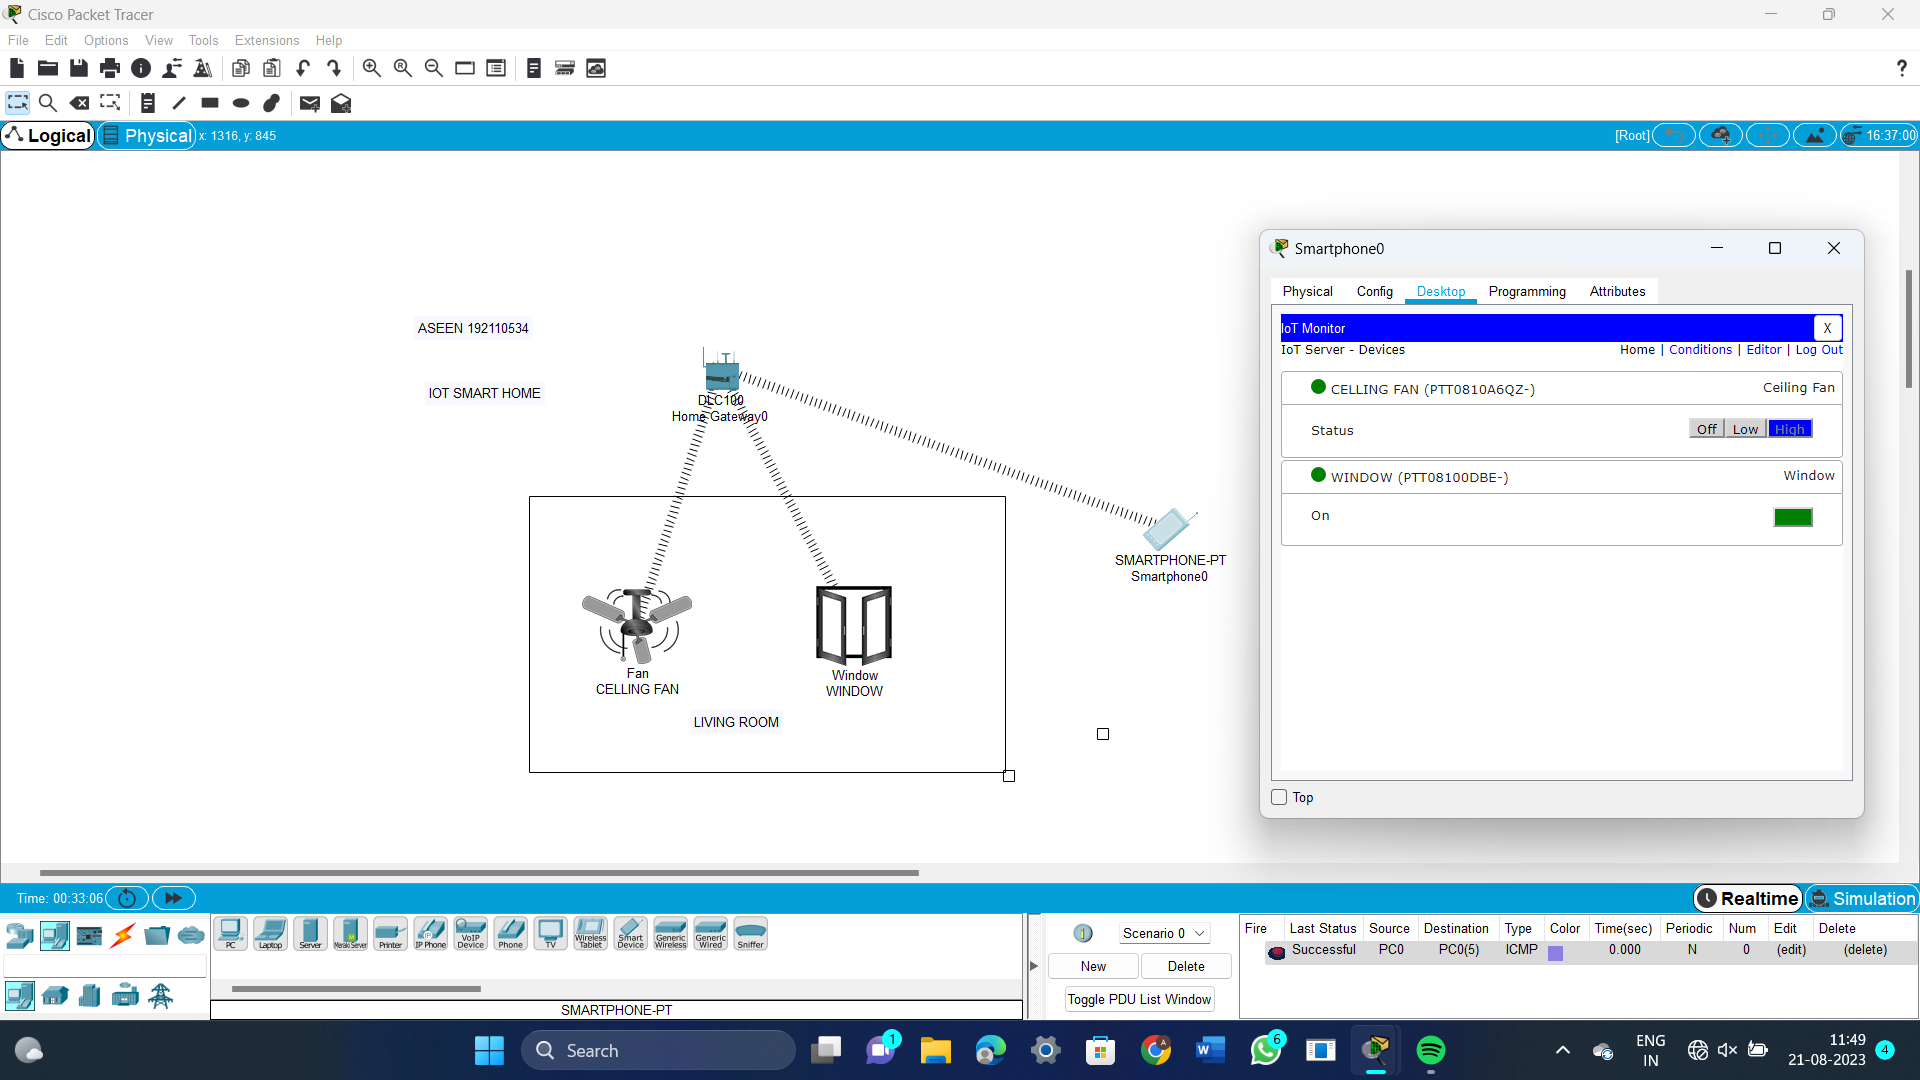 Cisco Packet Tracer
File Edit Options View Tools Extensions Help
?
Logical Physical x: 1316, y: 845 [Root] 16:37:00
ASEEN 192110534
IOT SMART HOME
DLC100
Home Gateway0
SMARTPHONE-PT
Smartphone0
Fan
CELLING FAN
Window
WINDOW
LIVING ROOM
Smartphone0
Physical Config Desktop Programming Attributes
IoT Monitor X
IoT Server - Devices Home | Conditions | Editor | Log Out
CELLING FAN (PTT0810A6QZ-) Ceiling Fan
Status Off Low High
WINDOW (PTT08100DBE-) Window
On
Top
Time: 00:33:06 Realtime Simulation
PC Laptop Server Meraki Server Printer IP Phone VoIP Device Phone TV Wireless Tablet Smart Device Generic Wireless Generic Wired Sniffer
SMARTPHONE-PT
1 Scenario 0
New Delete
Toggle PDU List Window
Fire Last Status Source Destination Type Color Time(sec) Periodic Num Edit Delete
Successful PC0 PC0(5) ICMP 0.000 N 0 (edit) (delete)
Search 1 6 ENG IN 11:49 21-08-2023 4